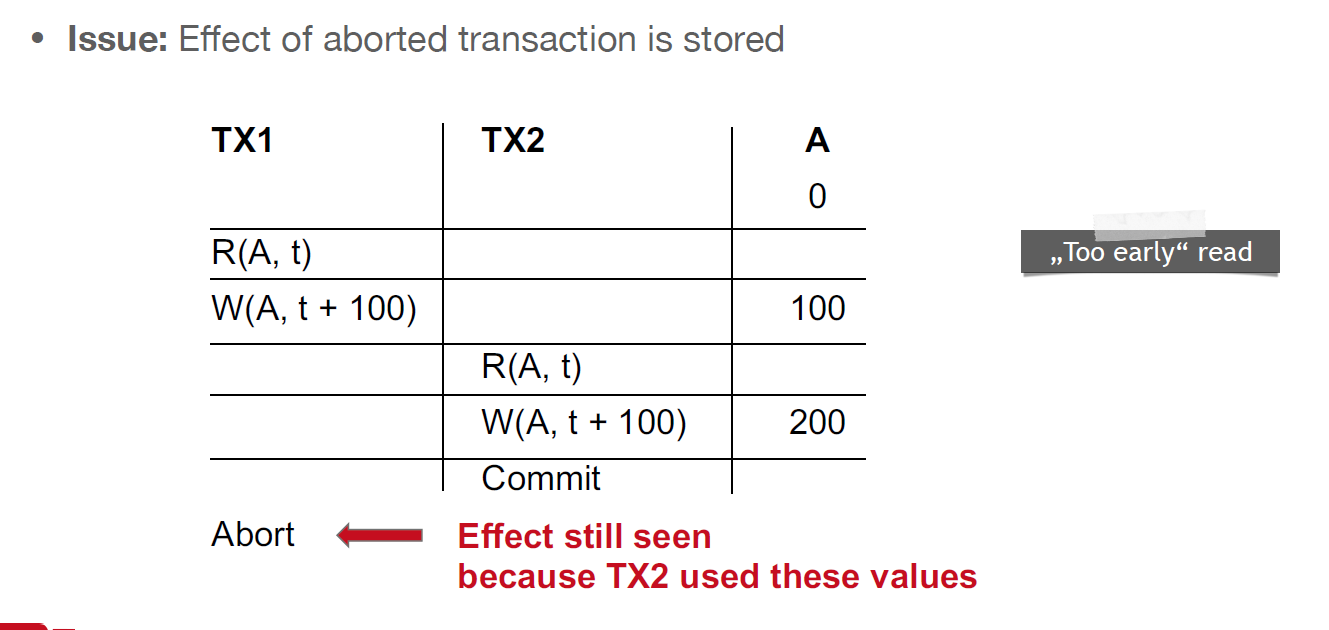 • Issue: Effect of aborted transaction is stored
TX1 TX2 A
0
„Too early“ read
R(A, t)
W(A, t + 100) 100
R(A, t)
W(A, t + 100) 200
Commit
Abort
Effect still seen
because TX2 used these values